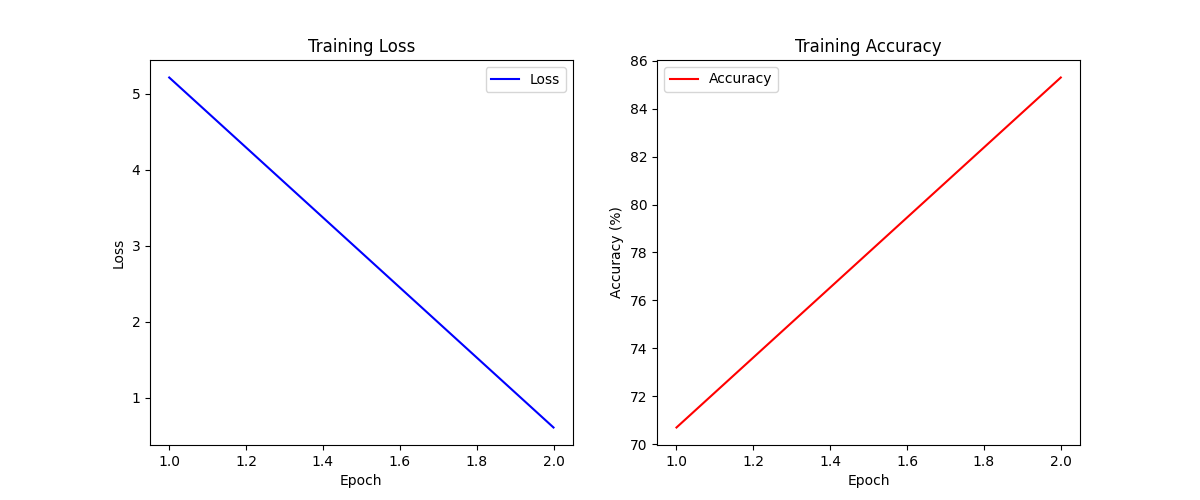 Training Loss
Loss
5
4
3
2
1
Loss
1.0 1.2 1.4 1.6 1.8 2.0
Epoch
Training Accuracy
Accuracy
86
84
82
80
78
76
74
72
70
Accuracy (%)
1.0 1.2 1.4 1.6 1.8 2.0
Epoch